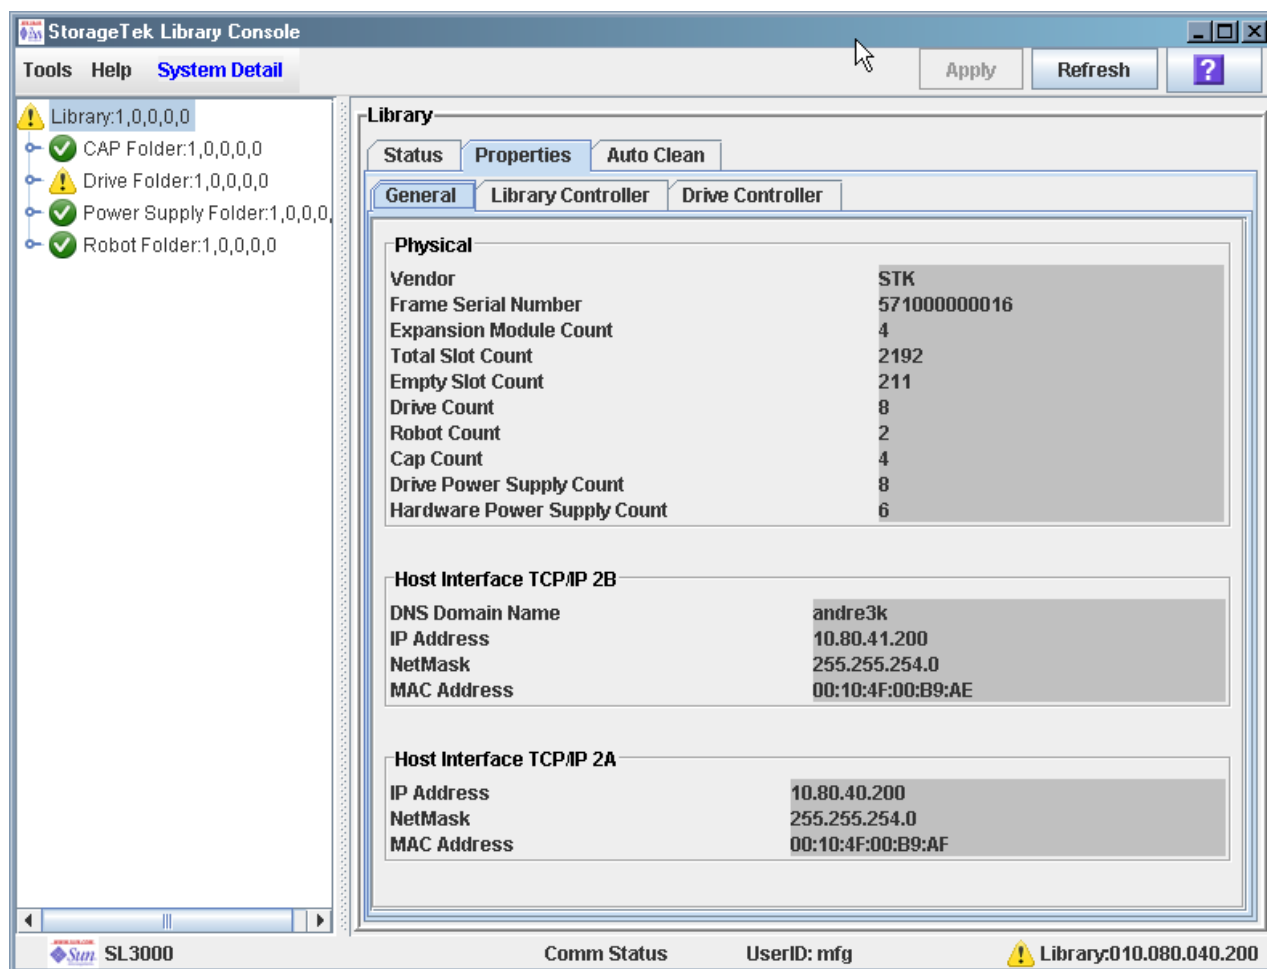 StorageTek Library Console
Tools Help System Detail Apply Refresh ?
Library:1,0,0,0,0
CAP Folder:1,0,0,0,0
Drive Folder:1,0,0,0,0
Power Supply Folder:1,0,0,0,
Robot Folder:1,0,0,0,0
Library
Status Properties Auto Clean
General Library Controller Drive Controller
Physical
Vendor STK
Frame Serial Number 571000000016
Expansion Module Count 4
Total Slot Count 2192
Empty Slot Count 211
Drive Count 8
Robot Count 2
Cap Count 4
Drive Power Supply Count 8
Hardware Power Supply Count 6
Host Interface TCP/IP 2B
DNS Domain Name andre3k
IP Address 10.80.41.200
NetMask 255.255.254.0
MAC Address 00:10:4F:00:B9:AE
Host Interface TCP/IP 2A
IP Address 10.80.40.200
NetMask 255.255.254.0
MAC Address 00:10:4F:00:B9:AF
Sun SL3000 Comm Status UserID: mfg Library:010.080.040.200